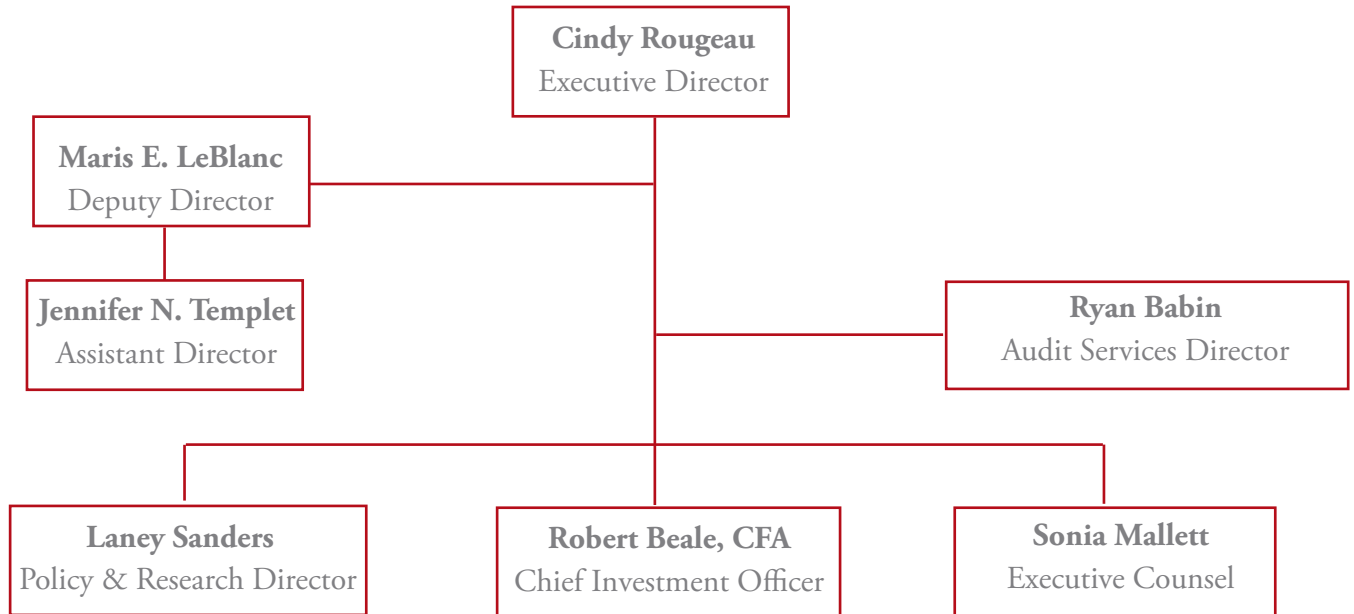 Cindy Rougeau
Executive Director
Maris E. LeBlanc
Deputy Director
Jennifer N. Templet
Assistant Director
Ryan Babin
Audit Services Director
Laney Sanders
Policy & Research Director
Robert Beale, CFA
Chief Investment Officer
Sonia Mallett
Executive Counsel